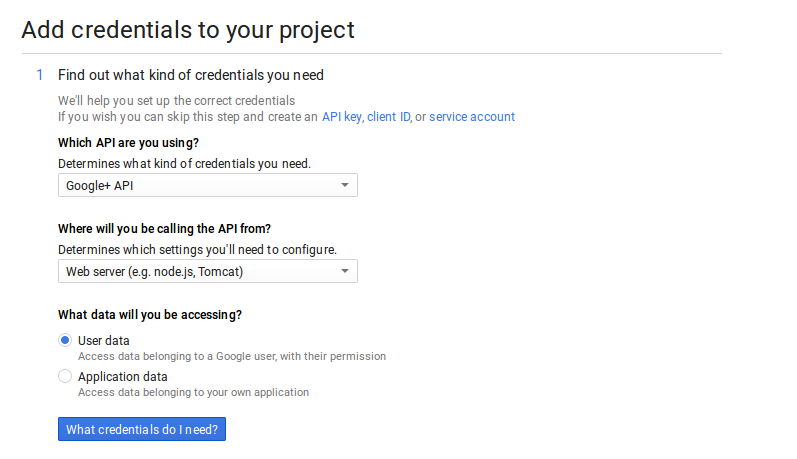 Add credentials to your project
1 Find out what kind of credentials you need
We'll help you set up the correct credentials
If you wish you can skip this step and create an API key, client ID, or service account
Which API are you using?
Determines what kind of credentials you need.
Google+ API
Where will you be calling the API from?
Determines which settings you'll need to configure.
Web server (e.g. node.js, Tomcat)
What data will you be accessing?
User data
Access data belonging to a Google user, with their permission
Application data
Access data belonging to your own application
What credentials do I need?